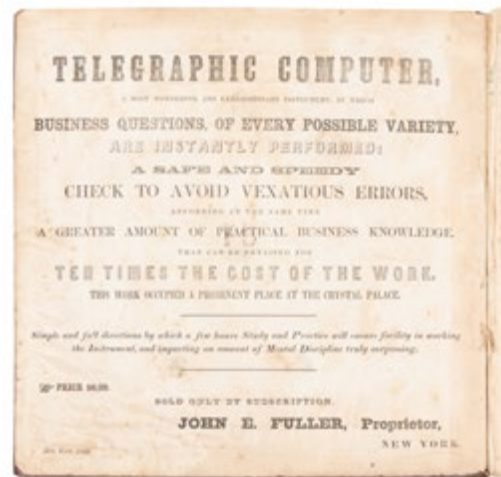 TELEGRAPHIC COMPUTER,
A MOST WONDERFUL AND EXTRAORDINARY INSTRUMENT, BY WHICH
BUSINESS QUESTIONS, OF EVERY POSSIBLE VARIETY,
ARE INSTANTLY PERFORMED:
A SAFE AND SPEEDY
CHECK TO AVOID VEXATIOUS ERRORS,
AFFORDING AT THE SAME TIME
A GREATER AMOUNT OF PRACTICAL BUSINESS KNOWLEDGE,
THAN CAN BE OBTAINED FOR
TEN TIMES THE COST OF THE WORK.
THIS WORK OCCUPIED A PROMINENT PLACE AT THE CRYSTAL PALACE.
Simple and full directions by which a few hours Study and Practice will ensure facility in working
the Instrument, and imparting an amount of Mental Discipline truly surprising.
PRICE
SOLD ONLY BY SUBSCRIPTION.
JOHN E. FULLER, Proprietor,
NEW YORK.